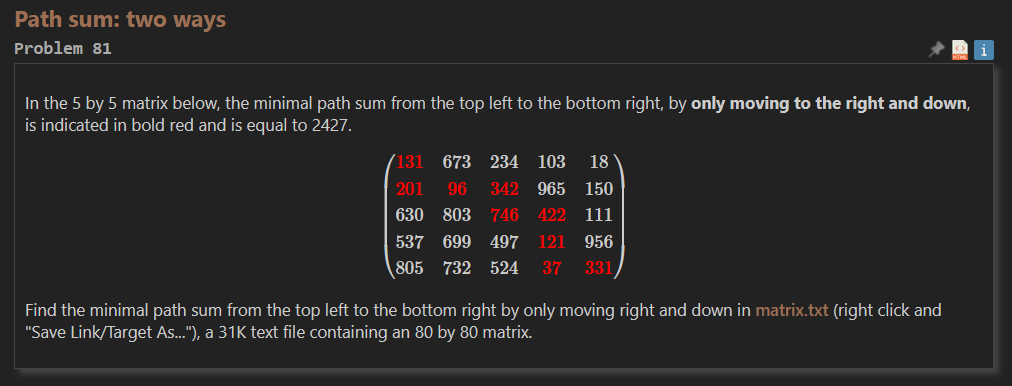 Path sum: two ways
Problem 81
HTML
i
In the 5 by 5 matrix below, the minimal path sum from the top left to the bottom right, by only moving to the right and down,
is indicated in bold red and is equal to 2427.
131 673 234 103 18
201 96 342 965 150
630 803 746 422 111
537 699 497 121 956
805 732 524 37 331
Find the minimal path sum from the top left to the bottom right by only moving right and down in matrix.txt (right click and
"Save Link/Target As..."), a 31K text file containing an 80 by 80 matrix.